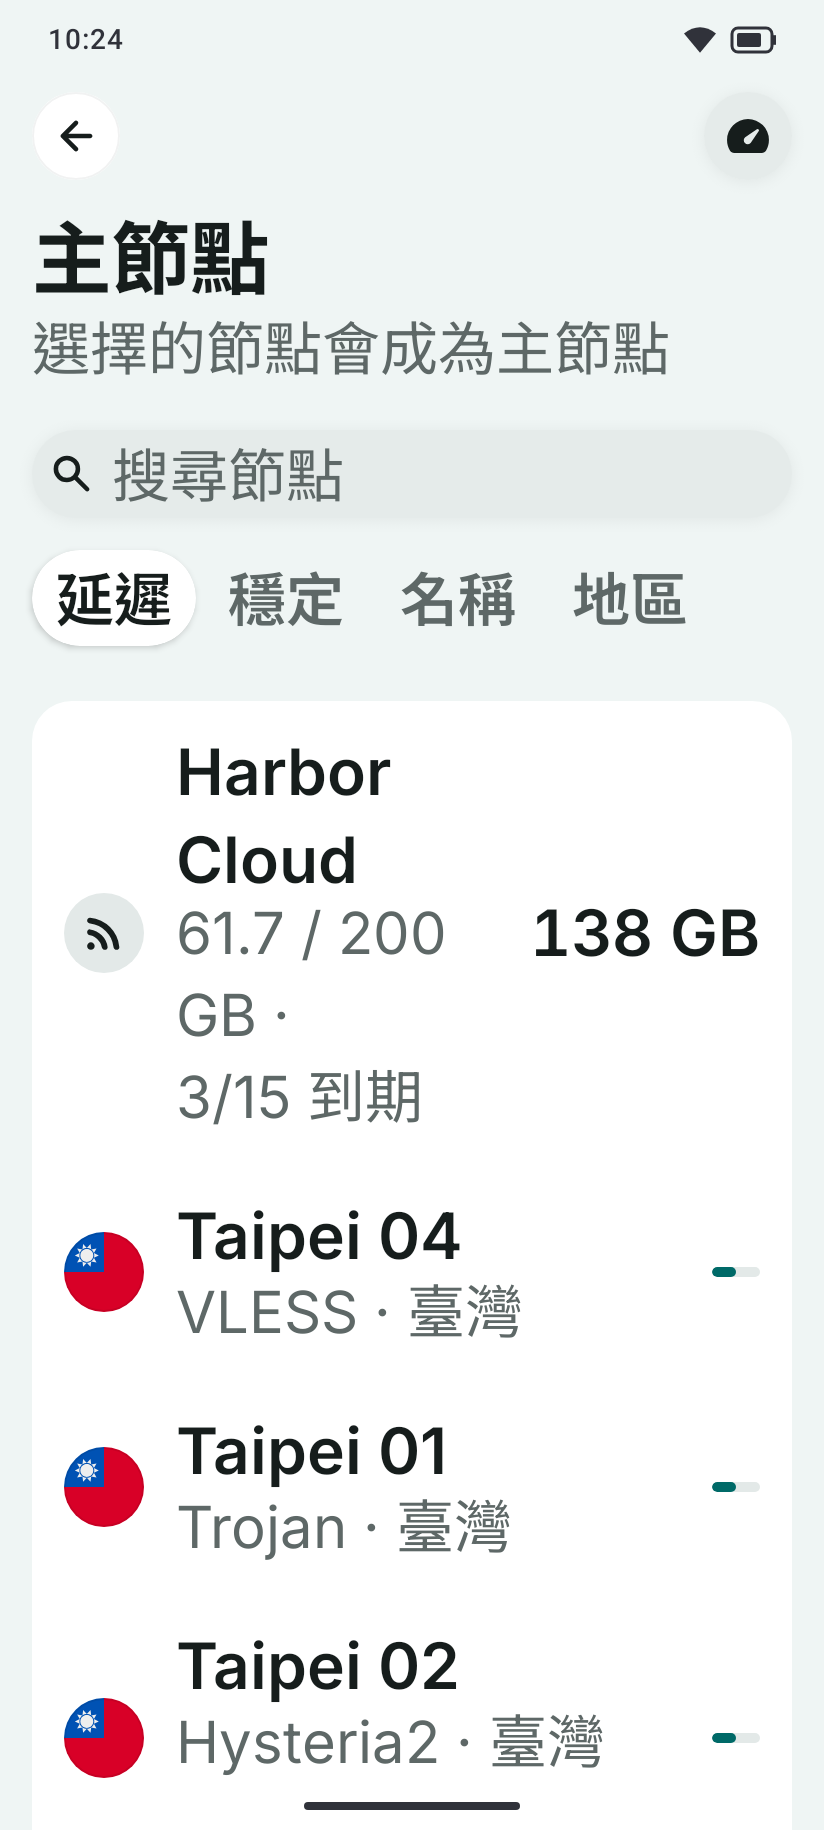 10:24
主節點
選擇的節點會成為主節點
搜尋節點
延遲 穩定 名稱 地區
Harbor
Cloud
61.7 / 200
GB ·
3/15 到期
138 GB
Taipei 04
VLESS · 臺灣
Taipei 01
Trojan · 臺灣
Taipei 02
Hysteria2 · 臺灣